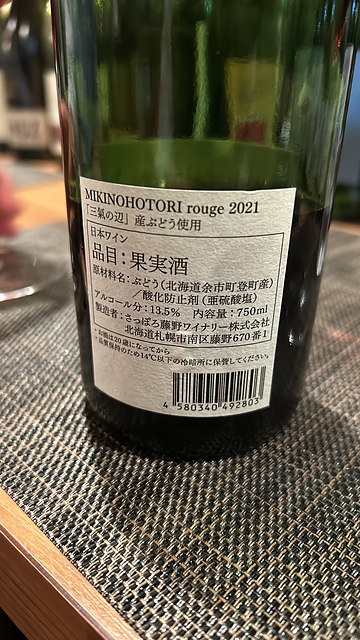 MIKINOHOTORI rouge 2021
「三氣の辺」産ぶどう使用
日本ワイン
品目：果実酒
原材料名：ぶどう（北海道余市町登町産）
／酸化防止剤（亜硫酸塩）
アルコール分：13.5％　内容量：750ml
製造者：さっぽろ藤野ワイナリー株式会社
北海道札幌市南区藤野670番1
・お酒は20歳になってから
・品質保持のため14℃以下の冷暗所に保管してください。
4 580340 492803